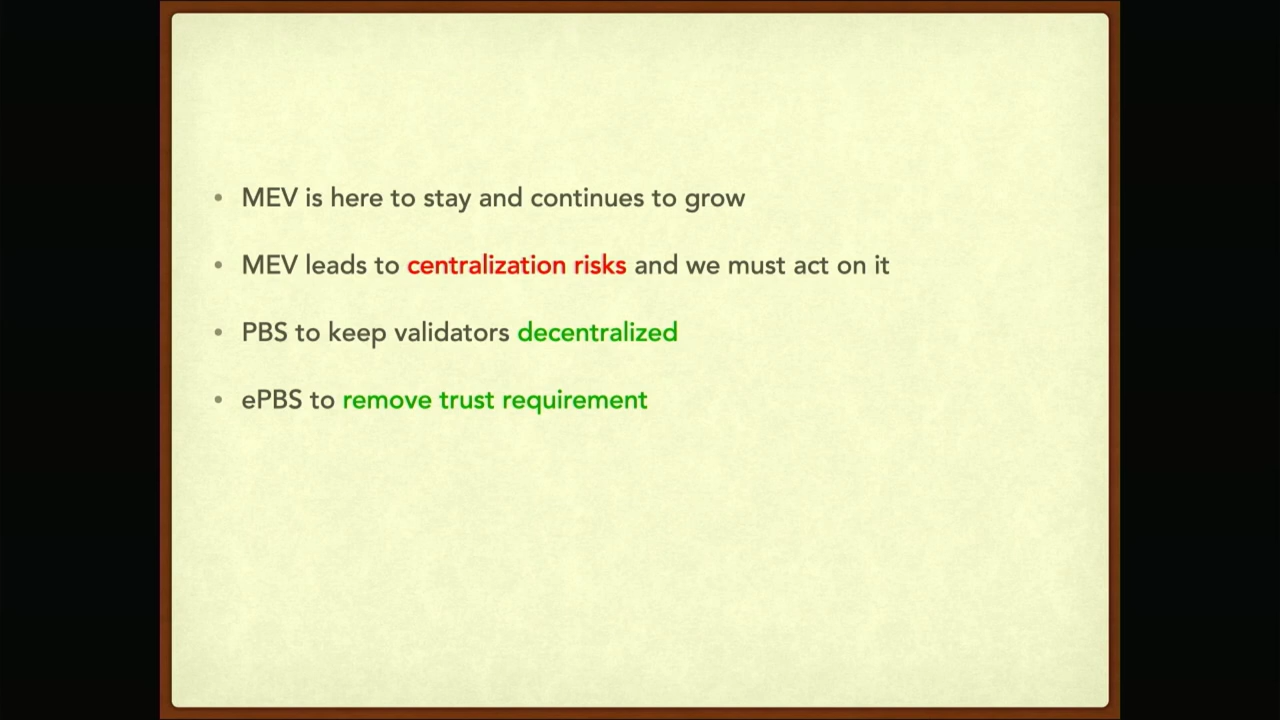 • MEV is here to stay and continues to grow
• MEV leads to centralization risks and we must act on it
• PBS to keep validators decentralized
• ePBS to remove trust requirement